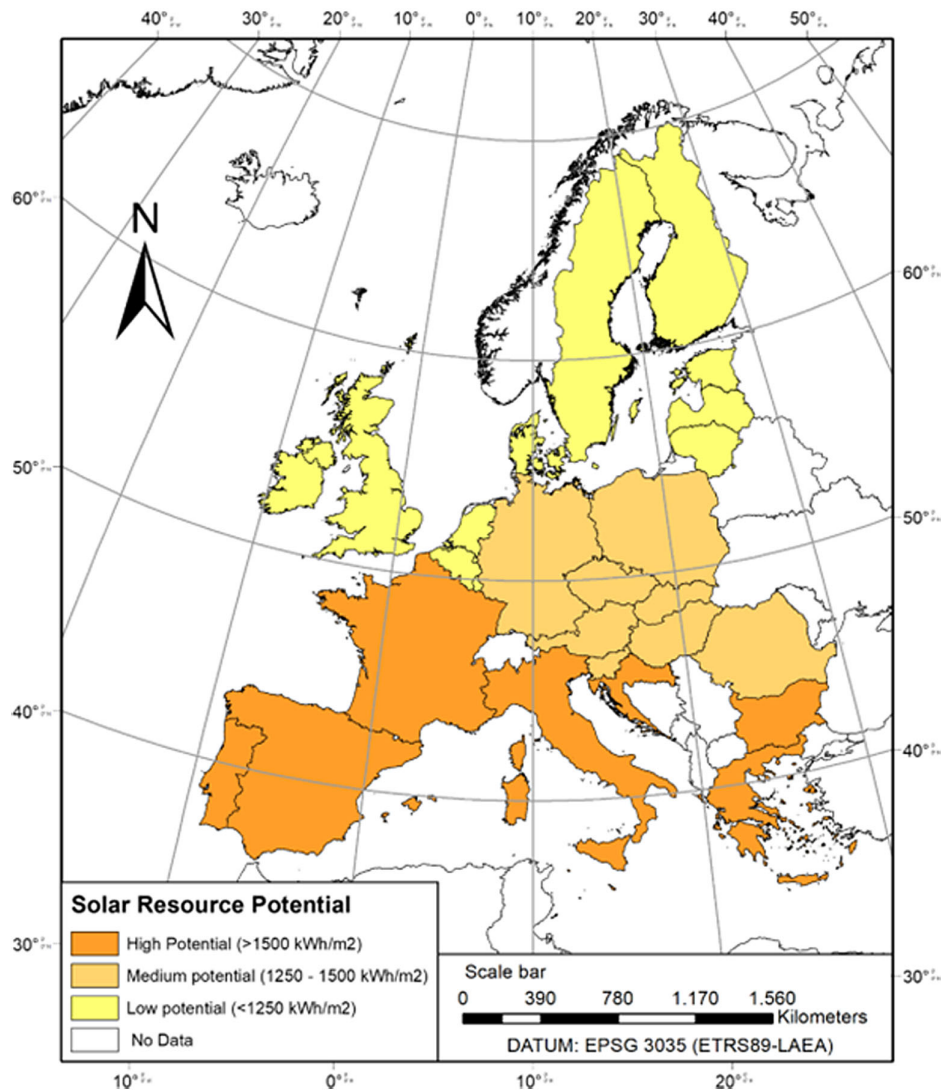 40° 30° 20° 10° 0° 10° 20° 30° 40° 50°
60°
N
60°
50°
50°
40°
40°
Solar Resource Potential
High Potential (>1500 kWh/m2)
Medium potential (1250 - 1500 kWh/m2)
Low potential (<1250 kWh/m2)
No Data
30°
30°
Scale bar
0 390 780 1.170 1.560
Kilometers
DATUM: EPSG 3035 (ETRS89-LAEA)
10° 0° 10° 20°